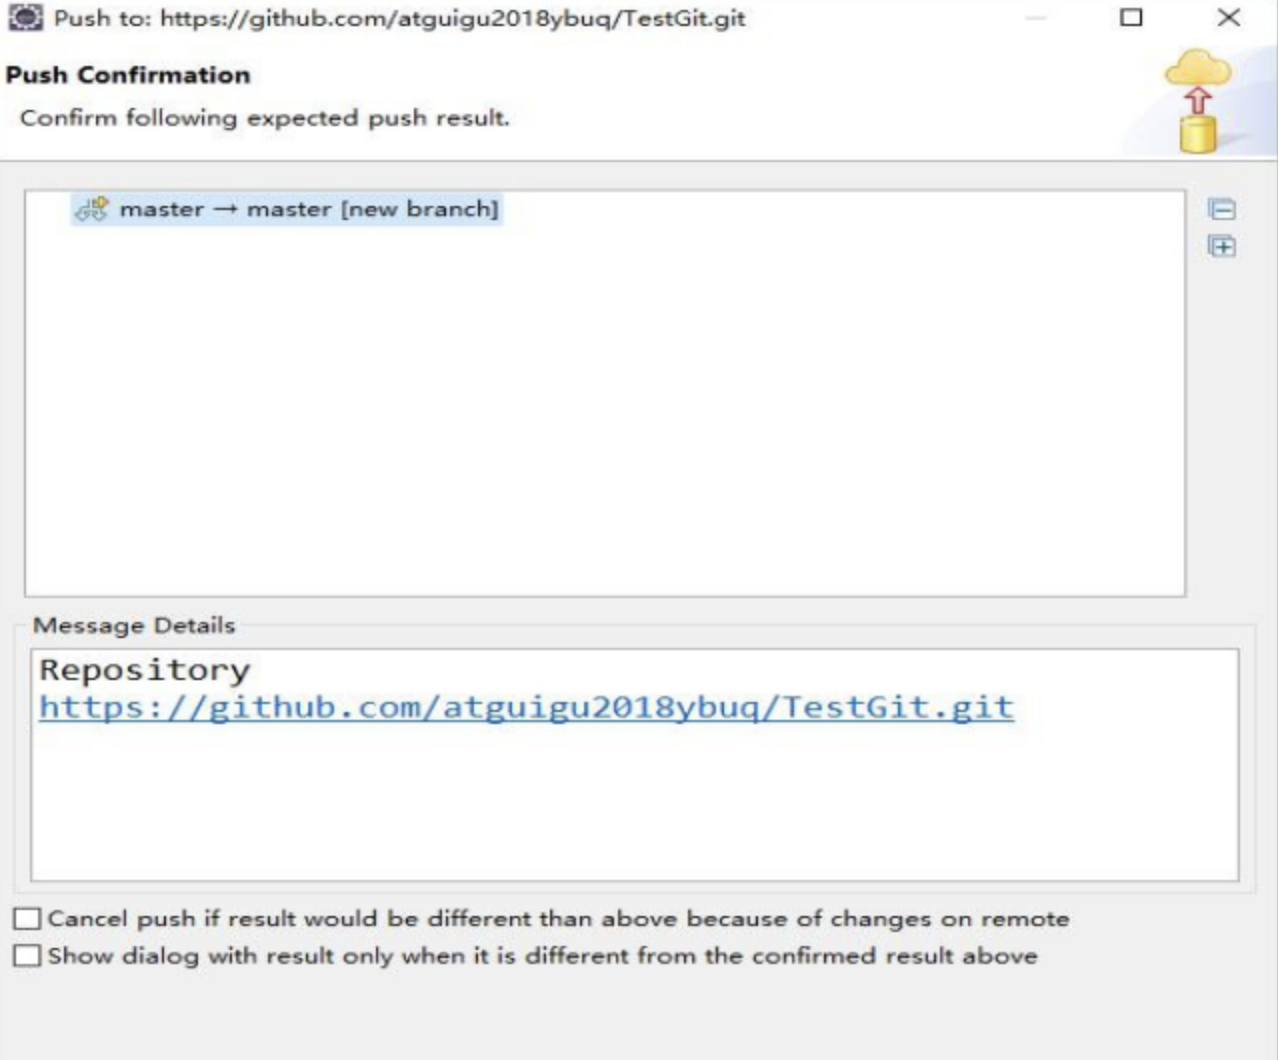 Push to: https://github.com/atguigu2018ybuq/TestGit.git
Push Confirmation
Confirm following expected push result.
master → master [new branch]
Message Details
Repository
https://github.com/atguigu2018ybuq/TestGit.git
Cancel push if result would be different than above because of changes on remote
Show dialog with result only when it is different from the confirmed result above